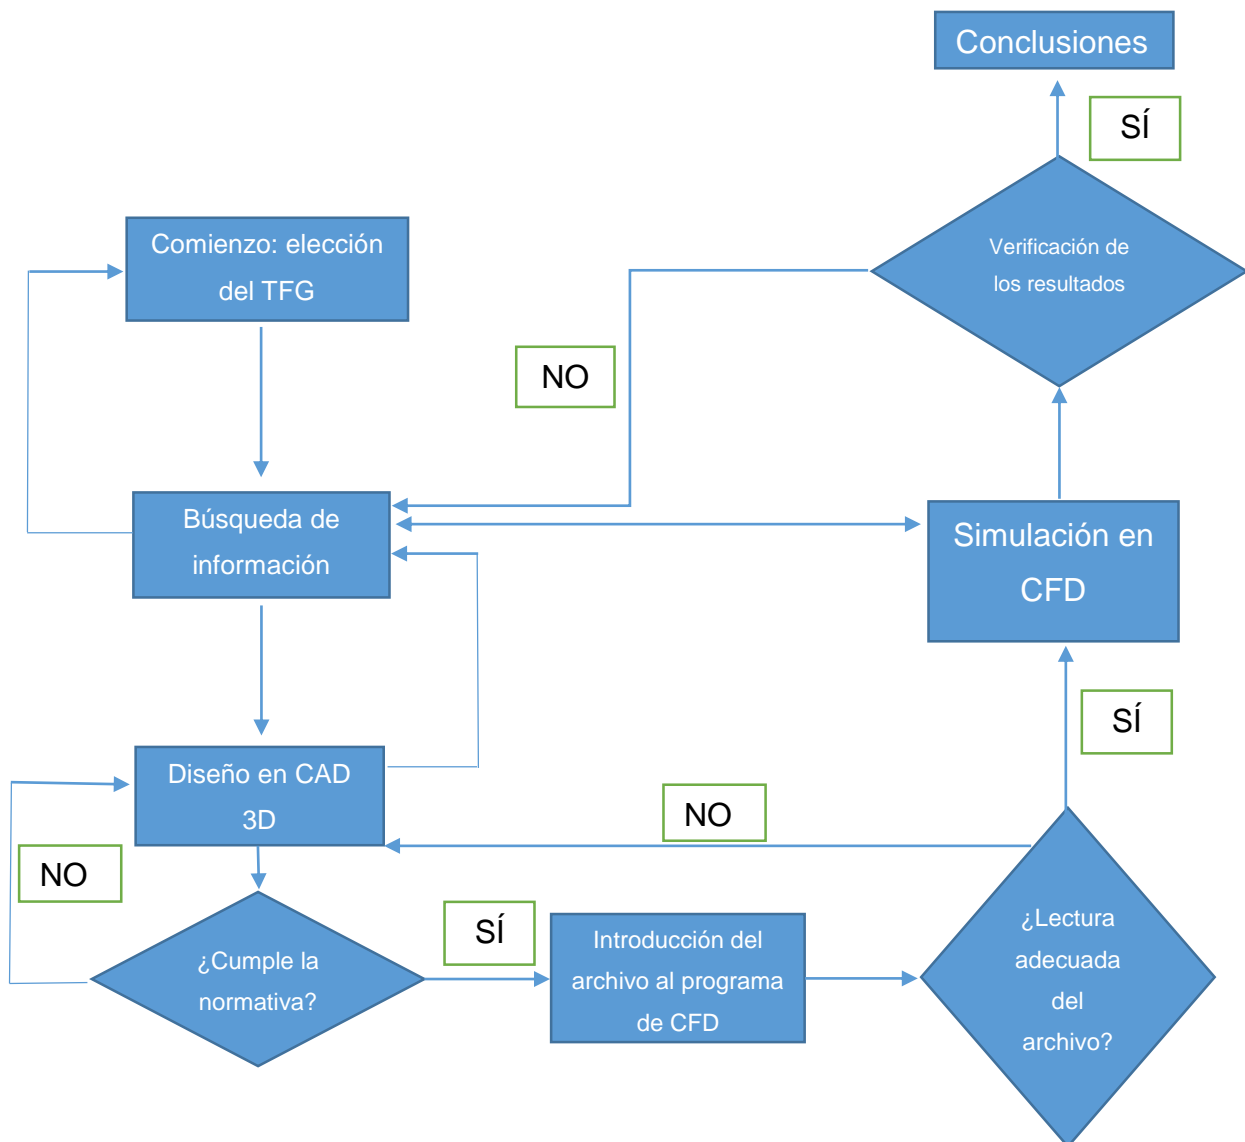 Conclusiones
SÍ
Verificación de
los resultados
Comienzo: elección
del TFG
NO
Búsqueda de
información
Simulación en
CFD
SÍ
Diseño en CAD
3D
NO
NO
¿Cumple la
normativa?
SÍ
Introducción del
archivo al programa
de CFD
¿Lectura
adecuada
del
archivo?